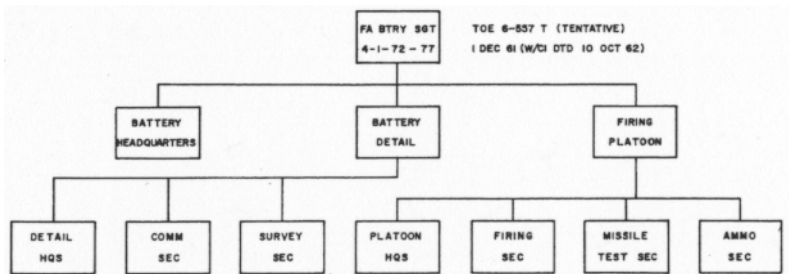 FA BTRY SGT
4-1-72-77
TOE 6-557 T (TENTATIVE)
1 DEC 61 (W/CI DTD 10 OCT 62)
BATTERY
HEADQUARTERS
BATTERY
DETAIL
FIRING
PLATOON
DETAIL
HQS
COMM
SEC
SURVEY
SEC
PLATOON
HQS
FIRING
SEC
MISSILE
TEST SEC
AMMO
SEC